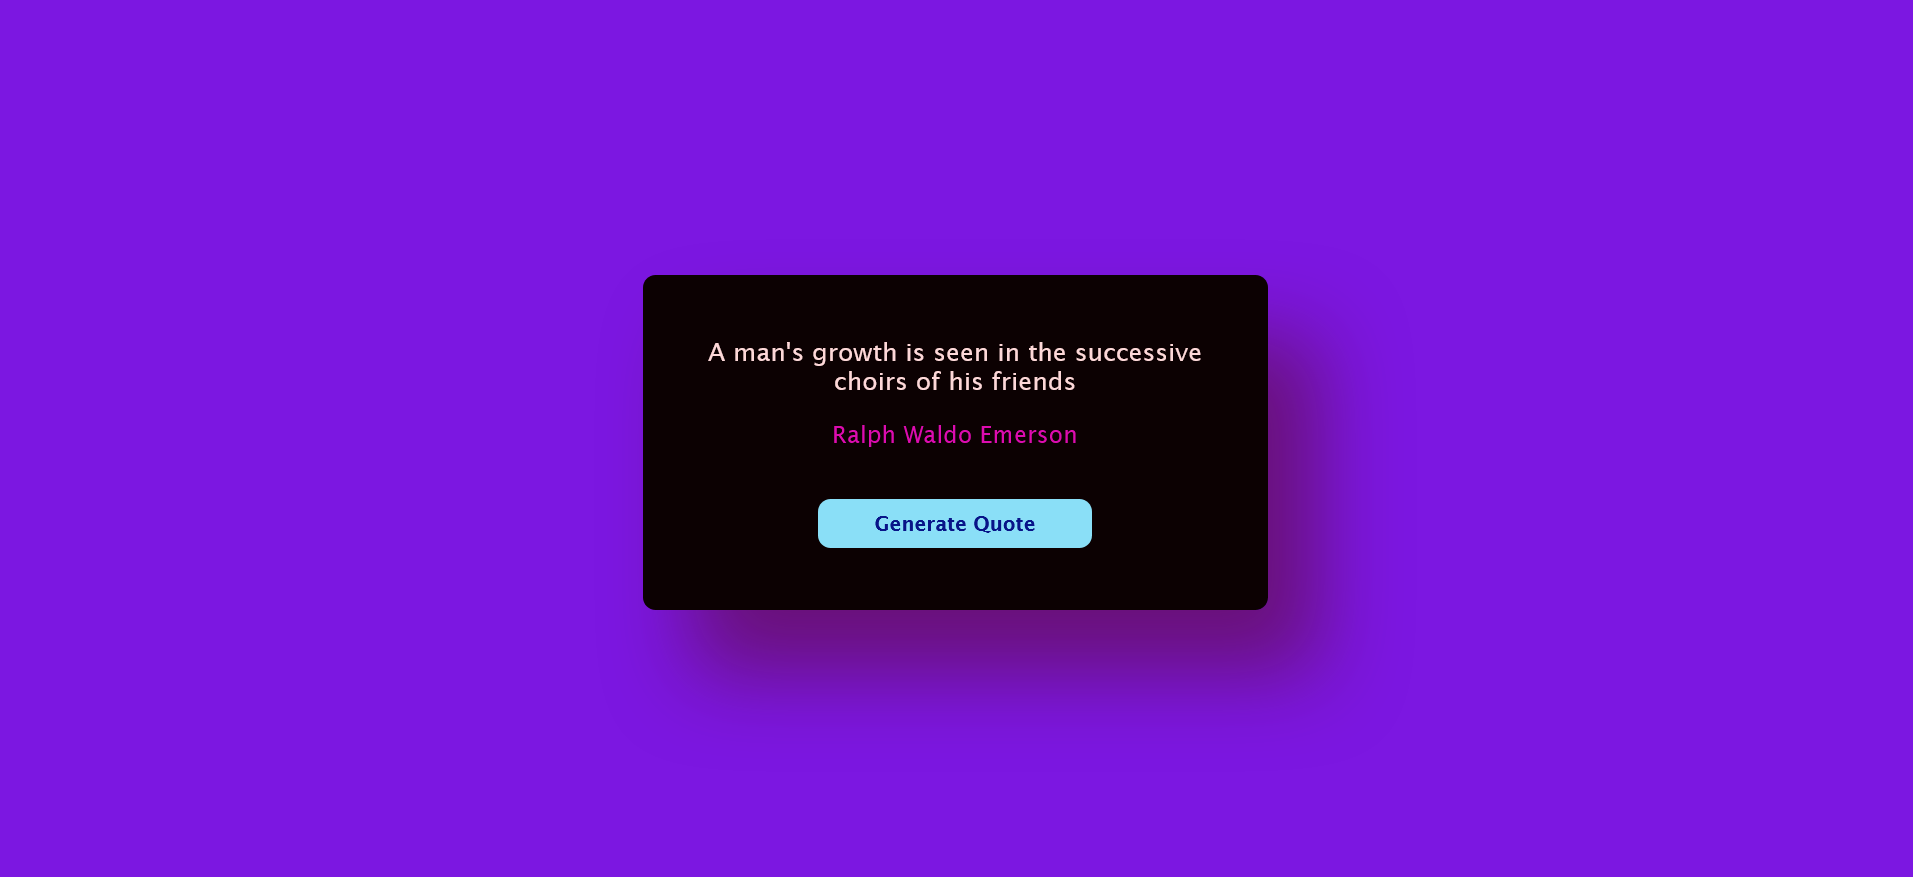 A man's growth is seen in the successive
choirs of his friends
Ralph Waldo Emerson
Generate Quote